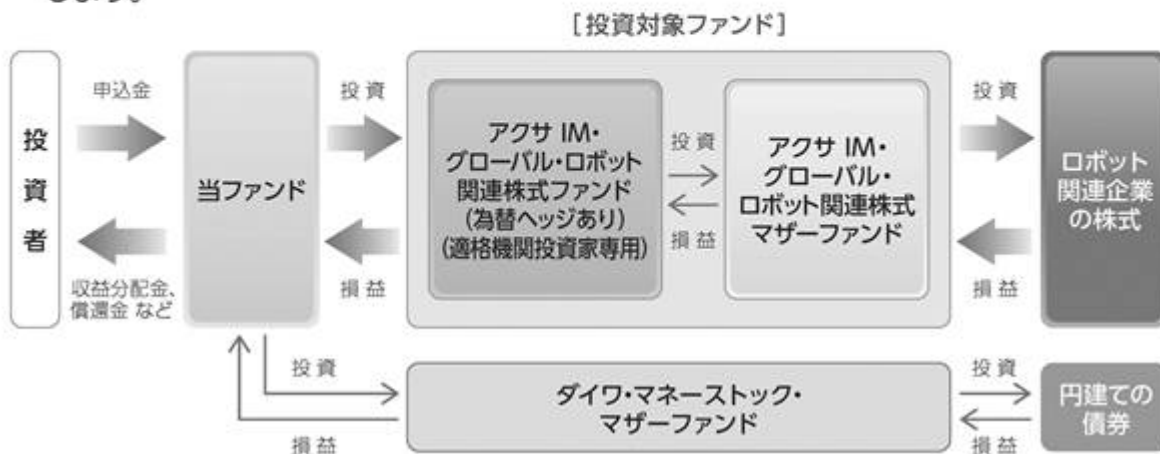 します。
[投資対象ファンド]
投資者
申込金
収益分配金、
償還金 など
当ファンド
投資
損益
アクサ IM・
グローバル・ロボット
関連株式ファンド
(為替ヘッジあり)
(適格機関投資家専用)
投資
損益
アクサ IM・
グローバル・
ロボット関連株式
マザーファンド
投資
損益
ロボット
関連企業
の株式
投資
損益
ダイワ・マネーストック・
マザーファンド
投資
損益
円建ての
債券